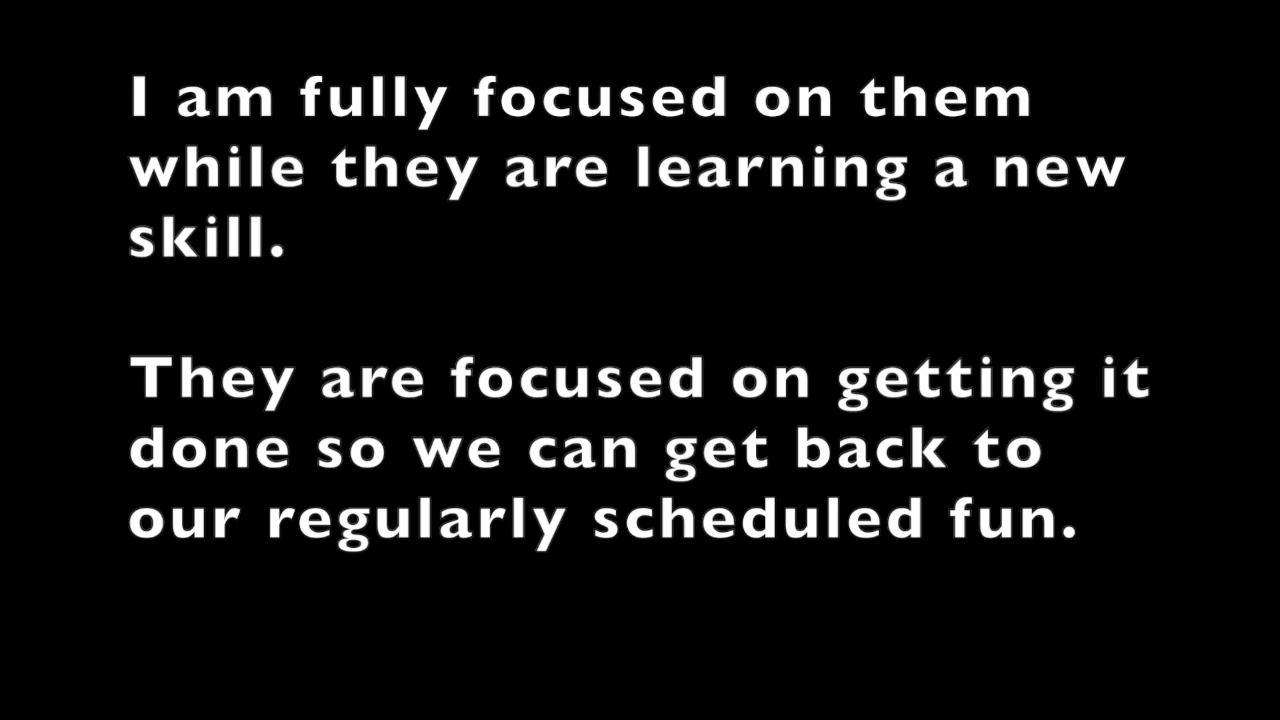 I am fully focused on them
while they are learning a new
skill.
They are focused on getting it
done so we can get back to
our regularly scheduled fun.